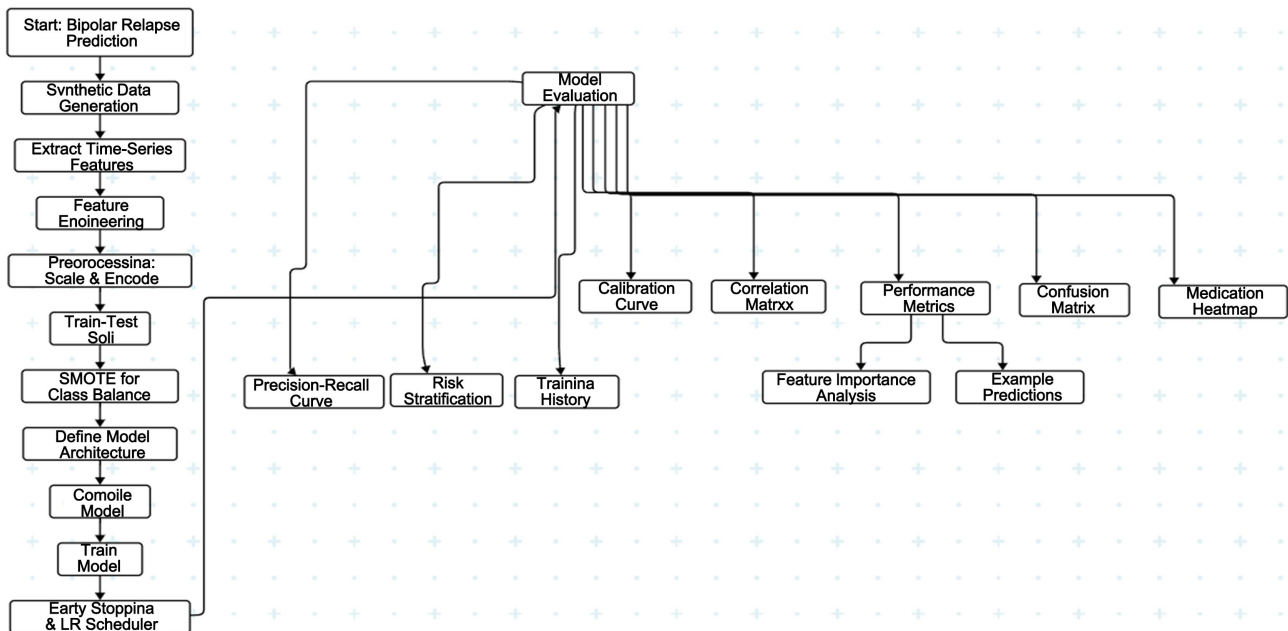 Start: Bipolar Relapse
Prediction
Svnthetic Data
Generation
Extract Time-Series
Features
Feature
Enoineering
Preorocessina:
Scale & Encode
Train-Test
Soli
SMOTE for
Class Balance
Define Model
Architecture
Comoile
Model
Train
Model
Earty Stoppina
& LR Scheduler
Model
Evaluation
Precision-Recall
Curve
Risk
Stratification
Trainina
History
Calibration
Curve
Correlation
Matrxx
Performance
Metrics
Confusion
Matrix
Medication
Heatmap
Feature Importance
Analysis
Example
Predictions